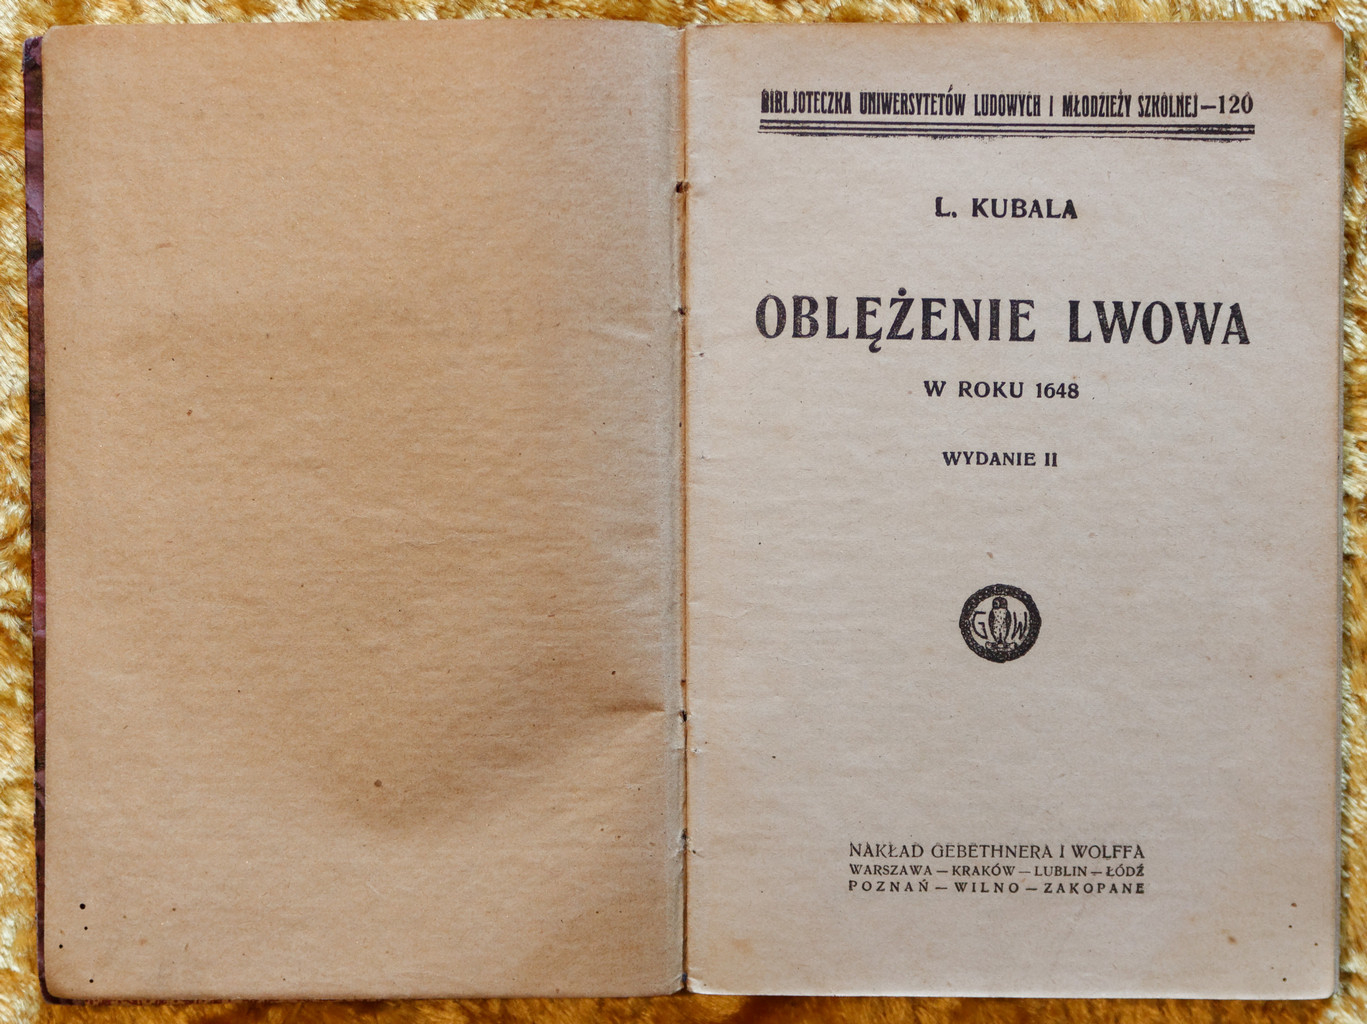 BIBLJOTECZKA UNIWERSYTETÓW LUDOWYCH I MŁODZIEŻY SZKOLNEJ—120
L. KUBALA
OBLĘŻENIE LWOWA
W ROKU 1648
WYDANIE II
G W
NAKŁAD GEBETHNERA I WOLFFA
WARSZAWA — KRAKÓW — LUBLIN — ŁÓDŹ
POZNAŃ — WILNO — ZAKOPANE